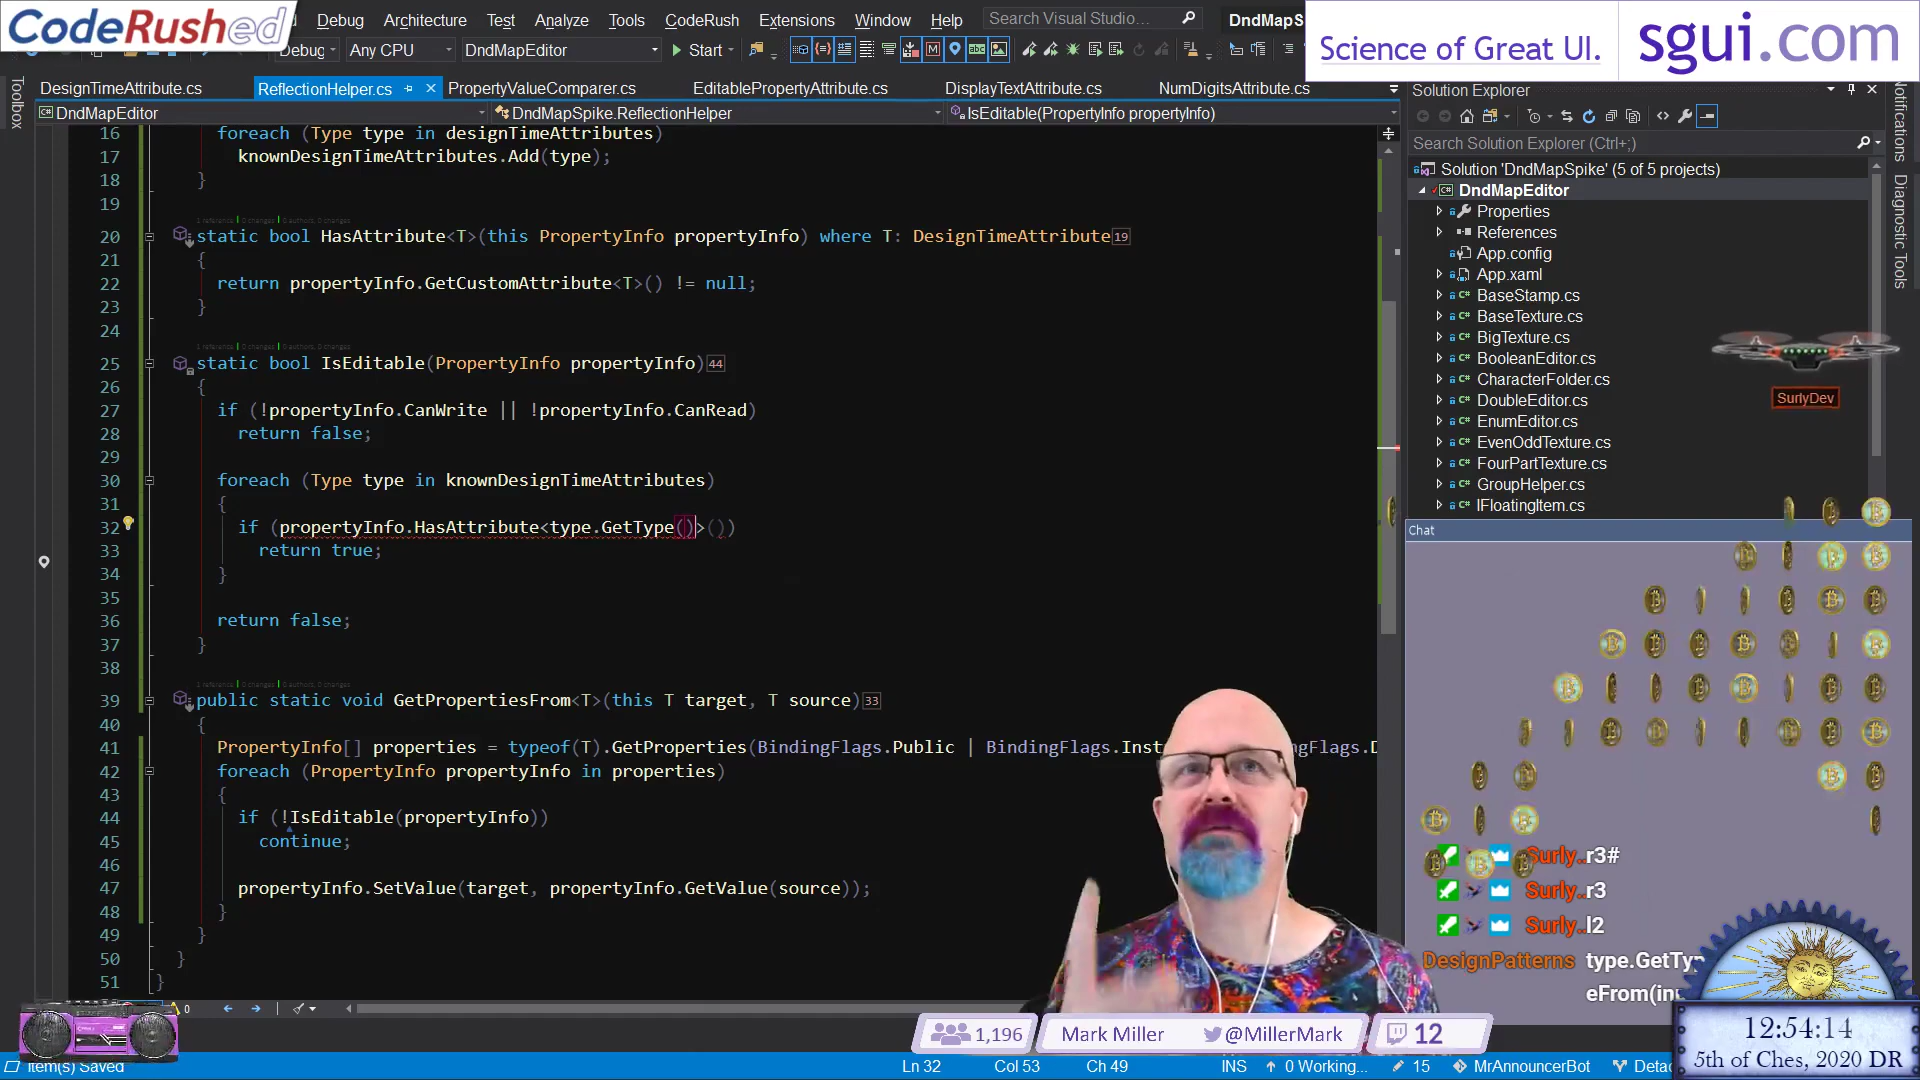 CodeRushed
Debug Architecture Test Analyze Tools CodeRush Extensions Window Help Search Visual Studio... DndMapS
Debug Any CPU DndMapEditor Start
Science of Great UI. sgui.com
DesignTimeAttribute.cs ReflectionHelper.cs PropertyValueComparer.cs EditablePropertyAttribute.cs DisplayTextAttribute.cs NumDigitsAttribute.cs
DndMapEditor DndMapSpike.ReflectionHelper IsEditable(PropertyInfo propertyInfo)
Toolbox
16 foreach (Type type in designTimeAttributes)
17 knownDesignTimeAttributes.Add(type);
18 }
19
20 static bool HasAttribute<T>(this PropertyInfo propertyInfo) where T: DesignTimeAttribute 19
21 {
22 return propertyInfo.GetCustomAttribute<T>() != null;
23 }
24
25 static bool IsEditable(PropertyInfo propertyInfo) 44
26 {
27 if (!propertyInfo.CanWrite || !propertyInfo.CanRead)
28 return false;
29
30 foreach (Type type in knownDesignTimeAttributes)
31 {
32 if (propertyInfo.HasAttribute<type.GetType()>())
33 return true;
34 }
35
36 return false;
37 }
38
39 public static void GetPropertiesFrom<T>(this T target, T source) 33
40 {
41 PropertyInfo[] properties = typeof(T).GetProperties(BindingFlags.Public | BindingFlags.Inst
42 foreach (PropertyInfo propertyInfo in properties)
43 {
44 if (!IsEditable(propertyInfo))
45 continue;
46
47 propertyInfo.SetValue(target, propertyInfo.GetValue(source));
48 }
49 }
50 }
51 }
Solution Explorer
Search Solution Explorer (Ctrl+;)
Solution 'DndMapSpike' (5 of 5 projects)
DndMapEditor
Properties
References
App.config
App.xaml
BaseStamp.cs
BaseTexture.cs
BigTexture.cs
BooleanEditor.cs
CharacterFolder.cs
DoubleEditor.cs
EnumEditor.cs
EvenOddTexture.cs
FourPartTexture.cs
GroupHelper.cs
IFloatingItem.cs
Notifications
Diagnostic Tools
SurlyDev
Chat
Surly.. r3#
Surly.. r3
Surly.. l2
DesignPatterns type.GetTyp
eFrom(in
0
1,196 Mark Miller @MillerMark 12
12:54:14
5th of Ches, 2020 DR
Item(s) Saved Ln 32 Col 53 Ch 49 INS 0 Working... 15 MrAnnouncerBot Detac